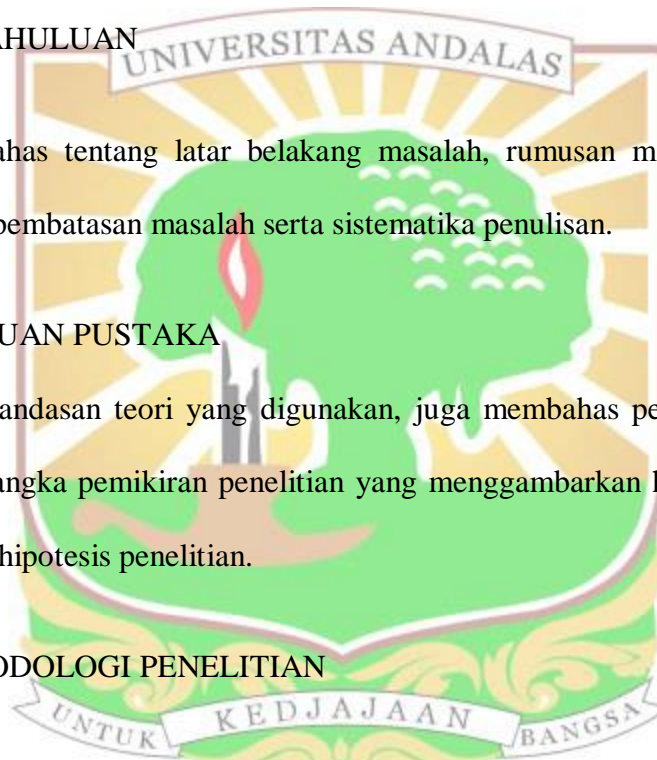 AHULUAN
UNIVERSITAS ANDALAS
ahas tentang latar belakang masalah, rumusan m
pembatasan masalah serta sistematika penulisan.
UAN PUSTAKA
andasan teori yang digunakan, juga membahas pe
angka pemikiran penelitian yang menggambarkan
hipotesis penelitian.
ODOLOGI PENELITIAN
UNTUK KEDJAJAAN BANGSA